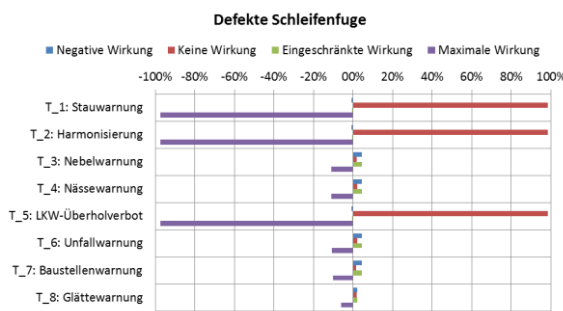 Defekte Schleifenfuge
Negative Wirkung Keine Wirkung Eingeschränkte Wirkung Maximale Wirkung
-100% -80% -60% -40% -20% 00% 20% 40% 60% 80% 100%
T_1: Stauwarnung
T_2: Harmonisierung
T_3: Nebelwarnung
T_4: Nässewarnung
T_5: LKW-Überholverbot
T_6: Unfallwarnung
T_7: Baustellenwarnung
T_8: Glättewarnung